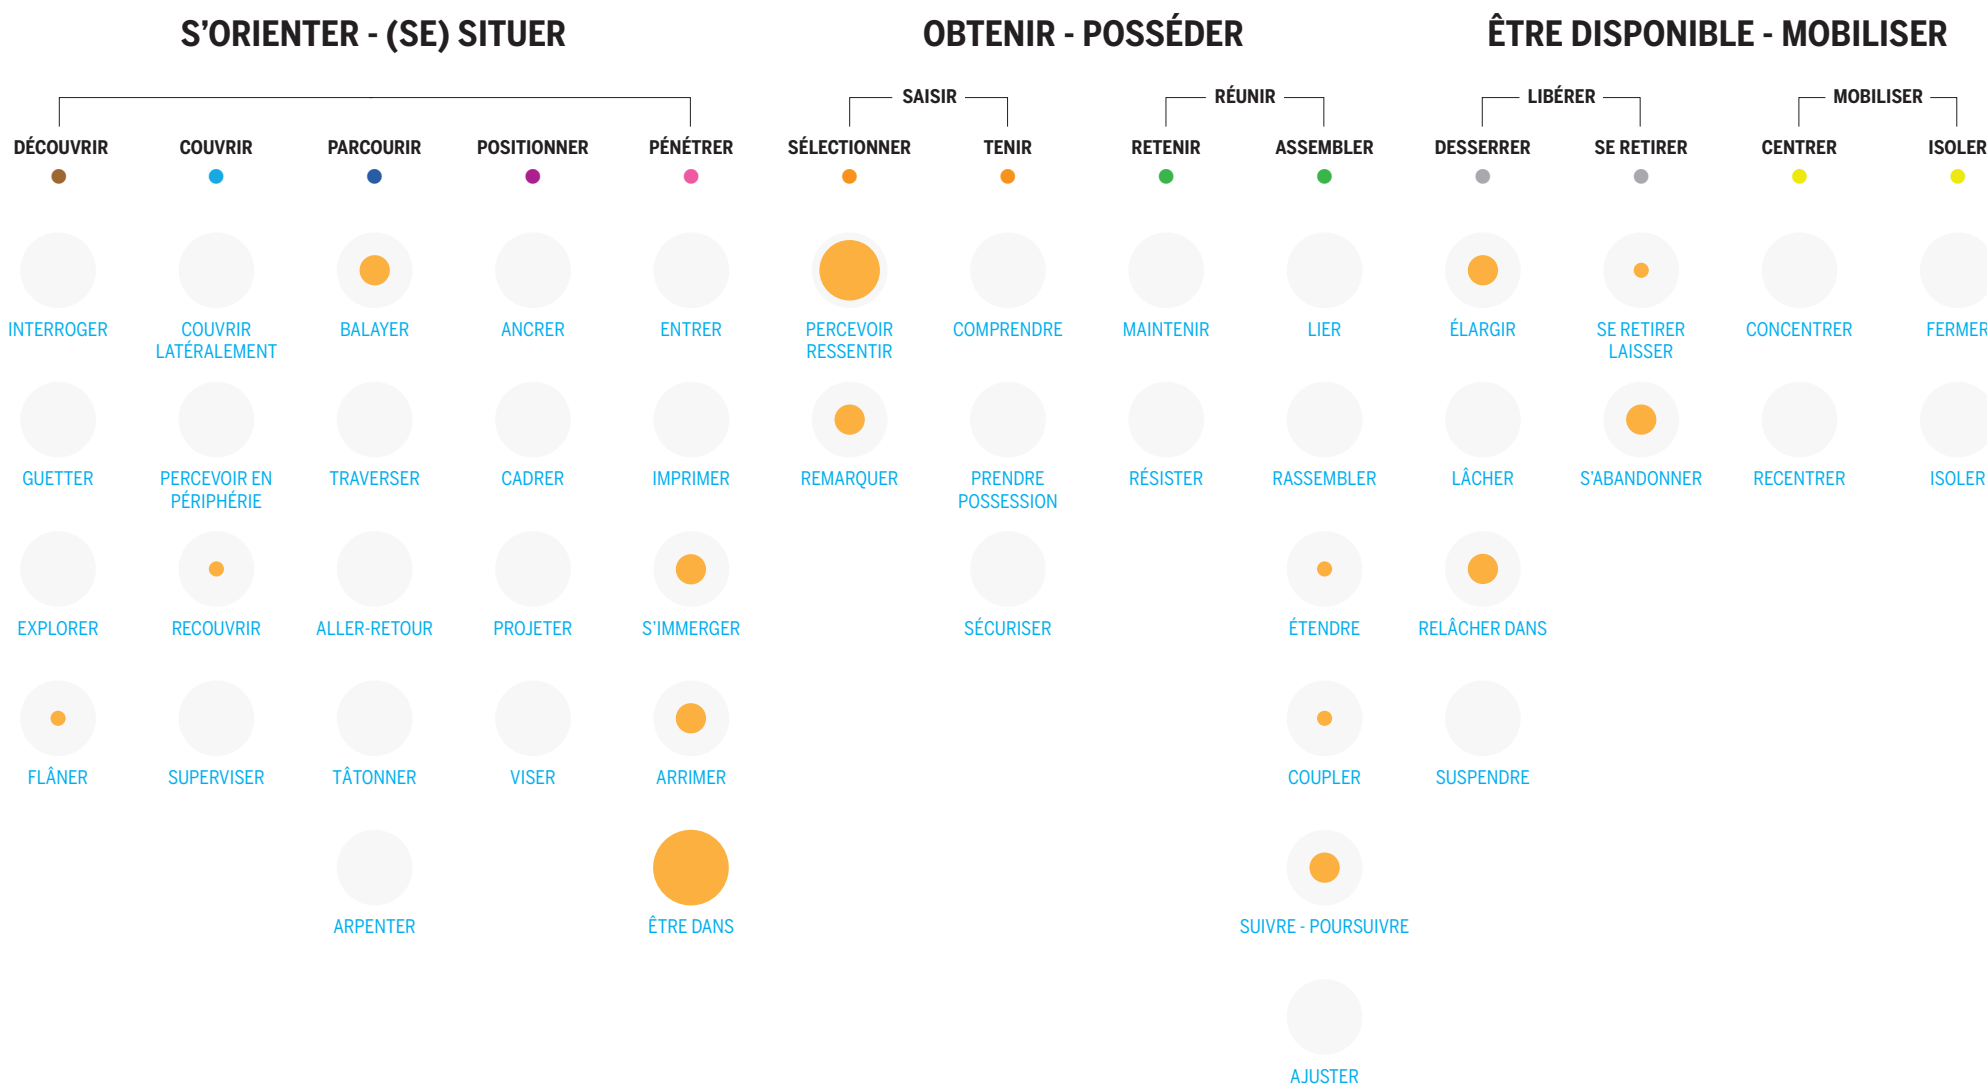 S’ORIENTER - (SE) SITUER
OBTENIR - POSSÉDER
ÊTRE DISPONIBLE - MOBILISER
SAISIR
RÉUNIR
LIBÉRER
MOBILISER
DÉCOUVRIR
COUVRIR
PARCOURIR
POSITIONNER
PÉNÉTRER
SÉLECTIONNER
TENIR
RETENIR
ASSEMBLER
DESSERRER
SE RETIRER
CENTRER
ISOLER
INTERROGER
COUVRIR
LATÉRALEMENT
BALAYER
ANCRER
ENTRER
PERCEVOIR
RESSENTIR
COMPRENDRE
MAINTENIR
LIER
ÉLARGIR
SE RETIRER
LAISSER
CONCENTRER
FERMER
GUETTER
PERCEVOIR EN
PÉRIPHÉRIE
TRAVERSER
CADRER
IMPRIMER
REMARQUER
PRENDRE
POSSESSION
RÉSISTER
RASSEMBLER
LÂCHER
S’ABANDONNER
RECENTRER
ISOLER
EXPLORER
RECOUVRIR
ALLER-RETOUR
PROJETER
S’IMMERGER
SÉCURISER
ÉTENDRE
RELÂCHER DANS
FLÂNER
SUPERVISER
TÂTONNER
VISER
ARRIMER
COUPLER
SUSPENDRE
ARPENTER
ÊTRE DANS
SUIVRE - POURSUIVRE
AJUSTER